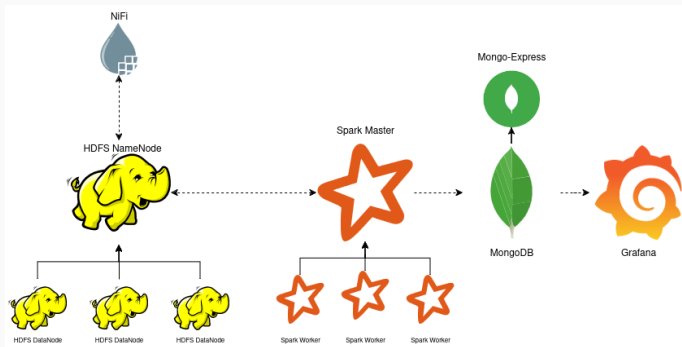 NiFi
Mongo-Express
Spark Master
HDFS NameNode
MongoDB
Grafana
HDFS DataNode
HDFS DataNode
HDFS DataNode
Spark Worker
Spark Worker
Spark Worker